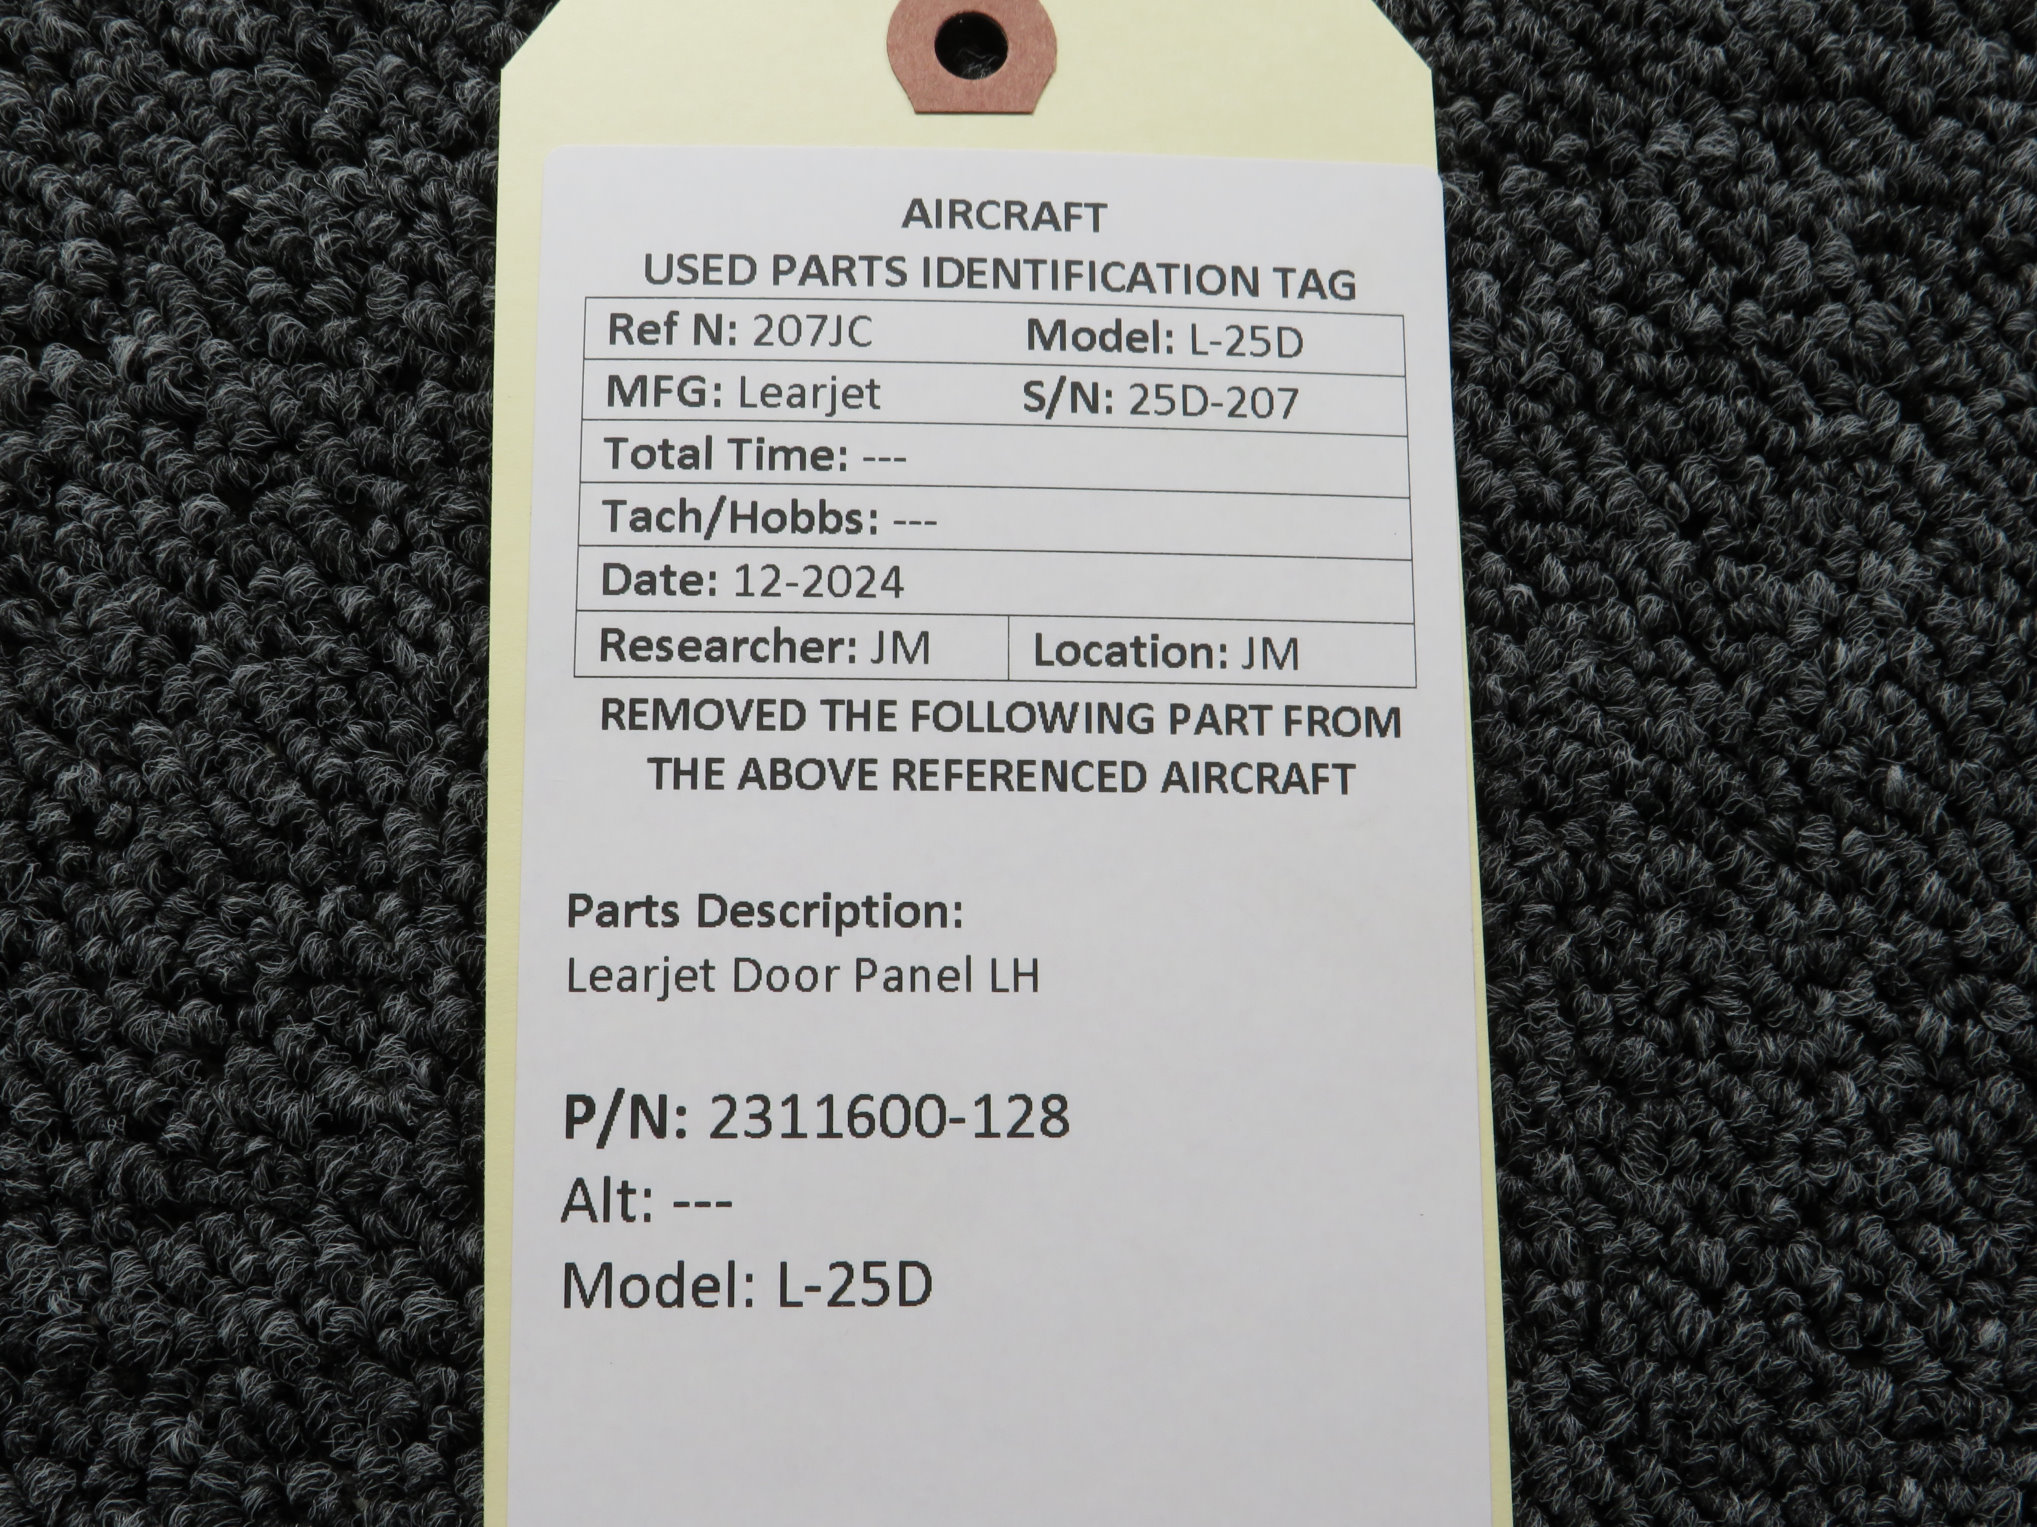 AIRCRAFT
USED PARTS IDENTIFICATION TAG
Ref N: 207JC Model: L-25D
MFG: Learjet S/N: 25D-207
Total Time: ---
Tach/Hobbs: ---
Date: 12-2024
Researcher: JM Location: JM
REMOVED THE FOLLOWING PART FROM
THE ABOVE REFERENCED AIRCRAFT
Parts Description:
Learjet Door Panel LH
P/N: 2311600-128
Alt: ---
Model: L-25D